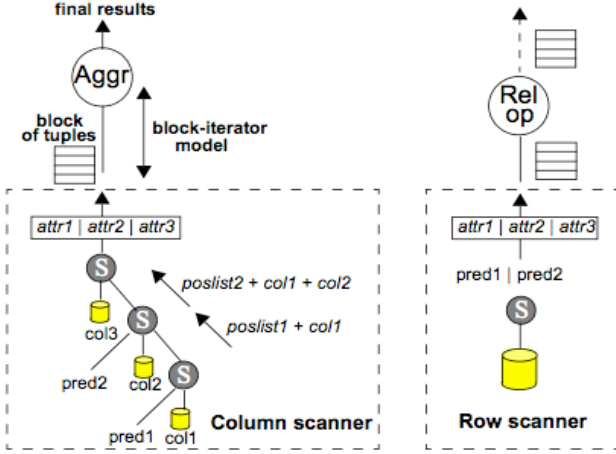 final results
Aggr
block
of tuples
block-iterator
model
attr1 | attr2 | attr3
S
poslist2 + col1 + col2
col3
S
poslist1 + col1
pred2
col2
S
pred1
col1
Column scanner
Rel
op
attr1 | attr2 | attr3
pred1 | pred2
S
Row scanner